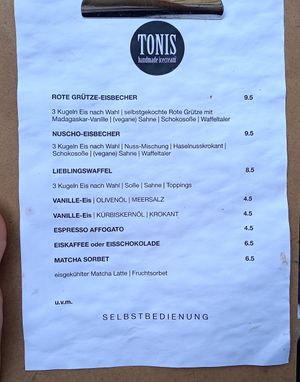 TONIS
handmade icecream!
ROTE GRÜTZE-EISBECHER 9.5
3 Kugeln Eis nach Wahl | selbstgekochte Rote Grütze mit
Madagaskar-Vanille | (vegane) Sahne | Schokosoße | Waffeltaler
NUSCHO-EISBECHER 9.5
3 Kugeln Eis nach Wahl | Nuss-Mischung | Haselnusskrokant |
Schokosoße | (vegane) Sahne | Waffeltaler
LIEBLINGSWAFFEL 8.5
3 Kugeln Eis nach Wahl | Soße | Sahne | Toppings
VANILLE-Eis | OLIVENÖL | MEERSALZ 4.5
VANILLE-Eis | KÜRBISKERNÖL | KROKANT 4.5
ESPRESSO AFFOGATO 4.5
EISKAFFEE oder EISSCHOKOLADE 6.5
MATCHA SORBET 6.5
eisgekühlter Matcha Latte | Fruchtsorbet
u.v.m.
SELBSTBEDIENUNG